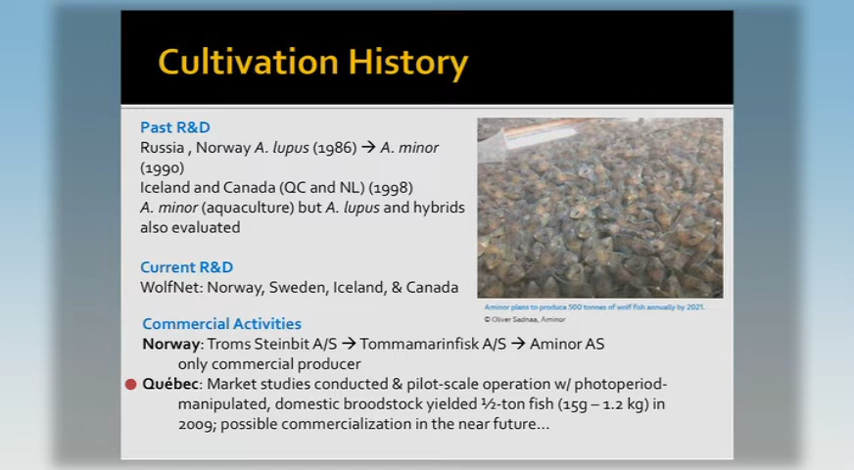 Cultivation History
Past R&D
Russia , Norway A. lupus (1986) → A. minor
(1990)
Iceland and Canada (QC and NL) (1998)
A. minor (aquaculture) but A. lupus and hybrids
also evaluated
Current R&D
WolfNet: Norway, Sweden, Iceland, & Canada
Aminor plans to produce 500 tonnes of wolf fish annually by 2021.
© Oliver Sadnaa, Aminor
Commercial Activities
Norway: Troms Steinbit A/S → Tommamarinfisk A/S → Aminor AS
only commercial producer
Québec: Market studies conducted & pilot-scale operation w/ photoperiod-
manipulated, domestic broodstock yielded ½-ton fish (15g – 1.2 kg) in
2009; possible commercialization in the near future...